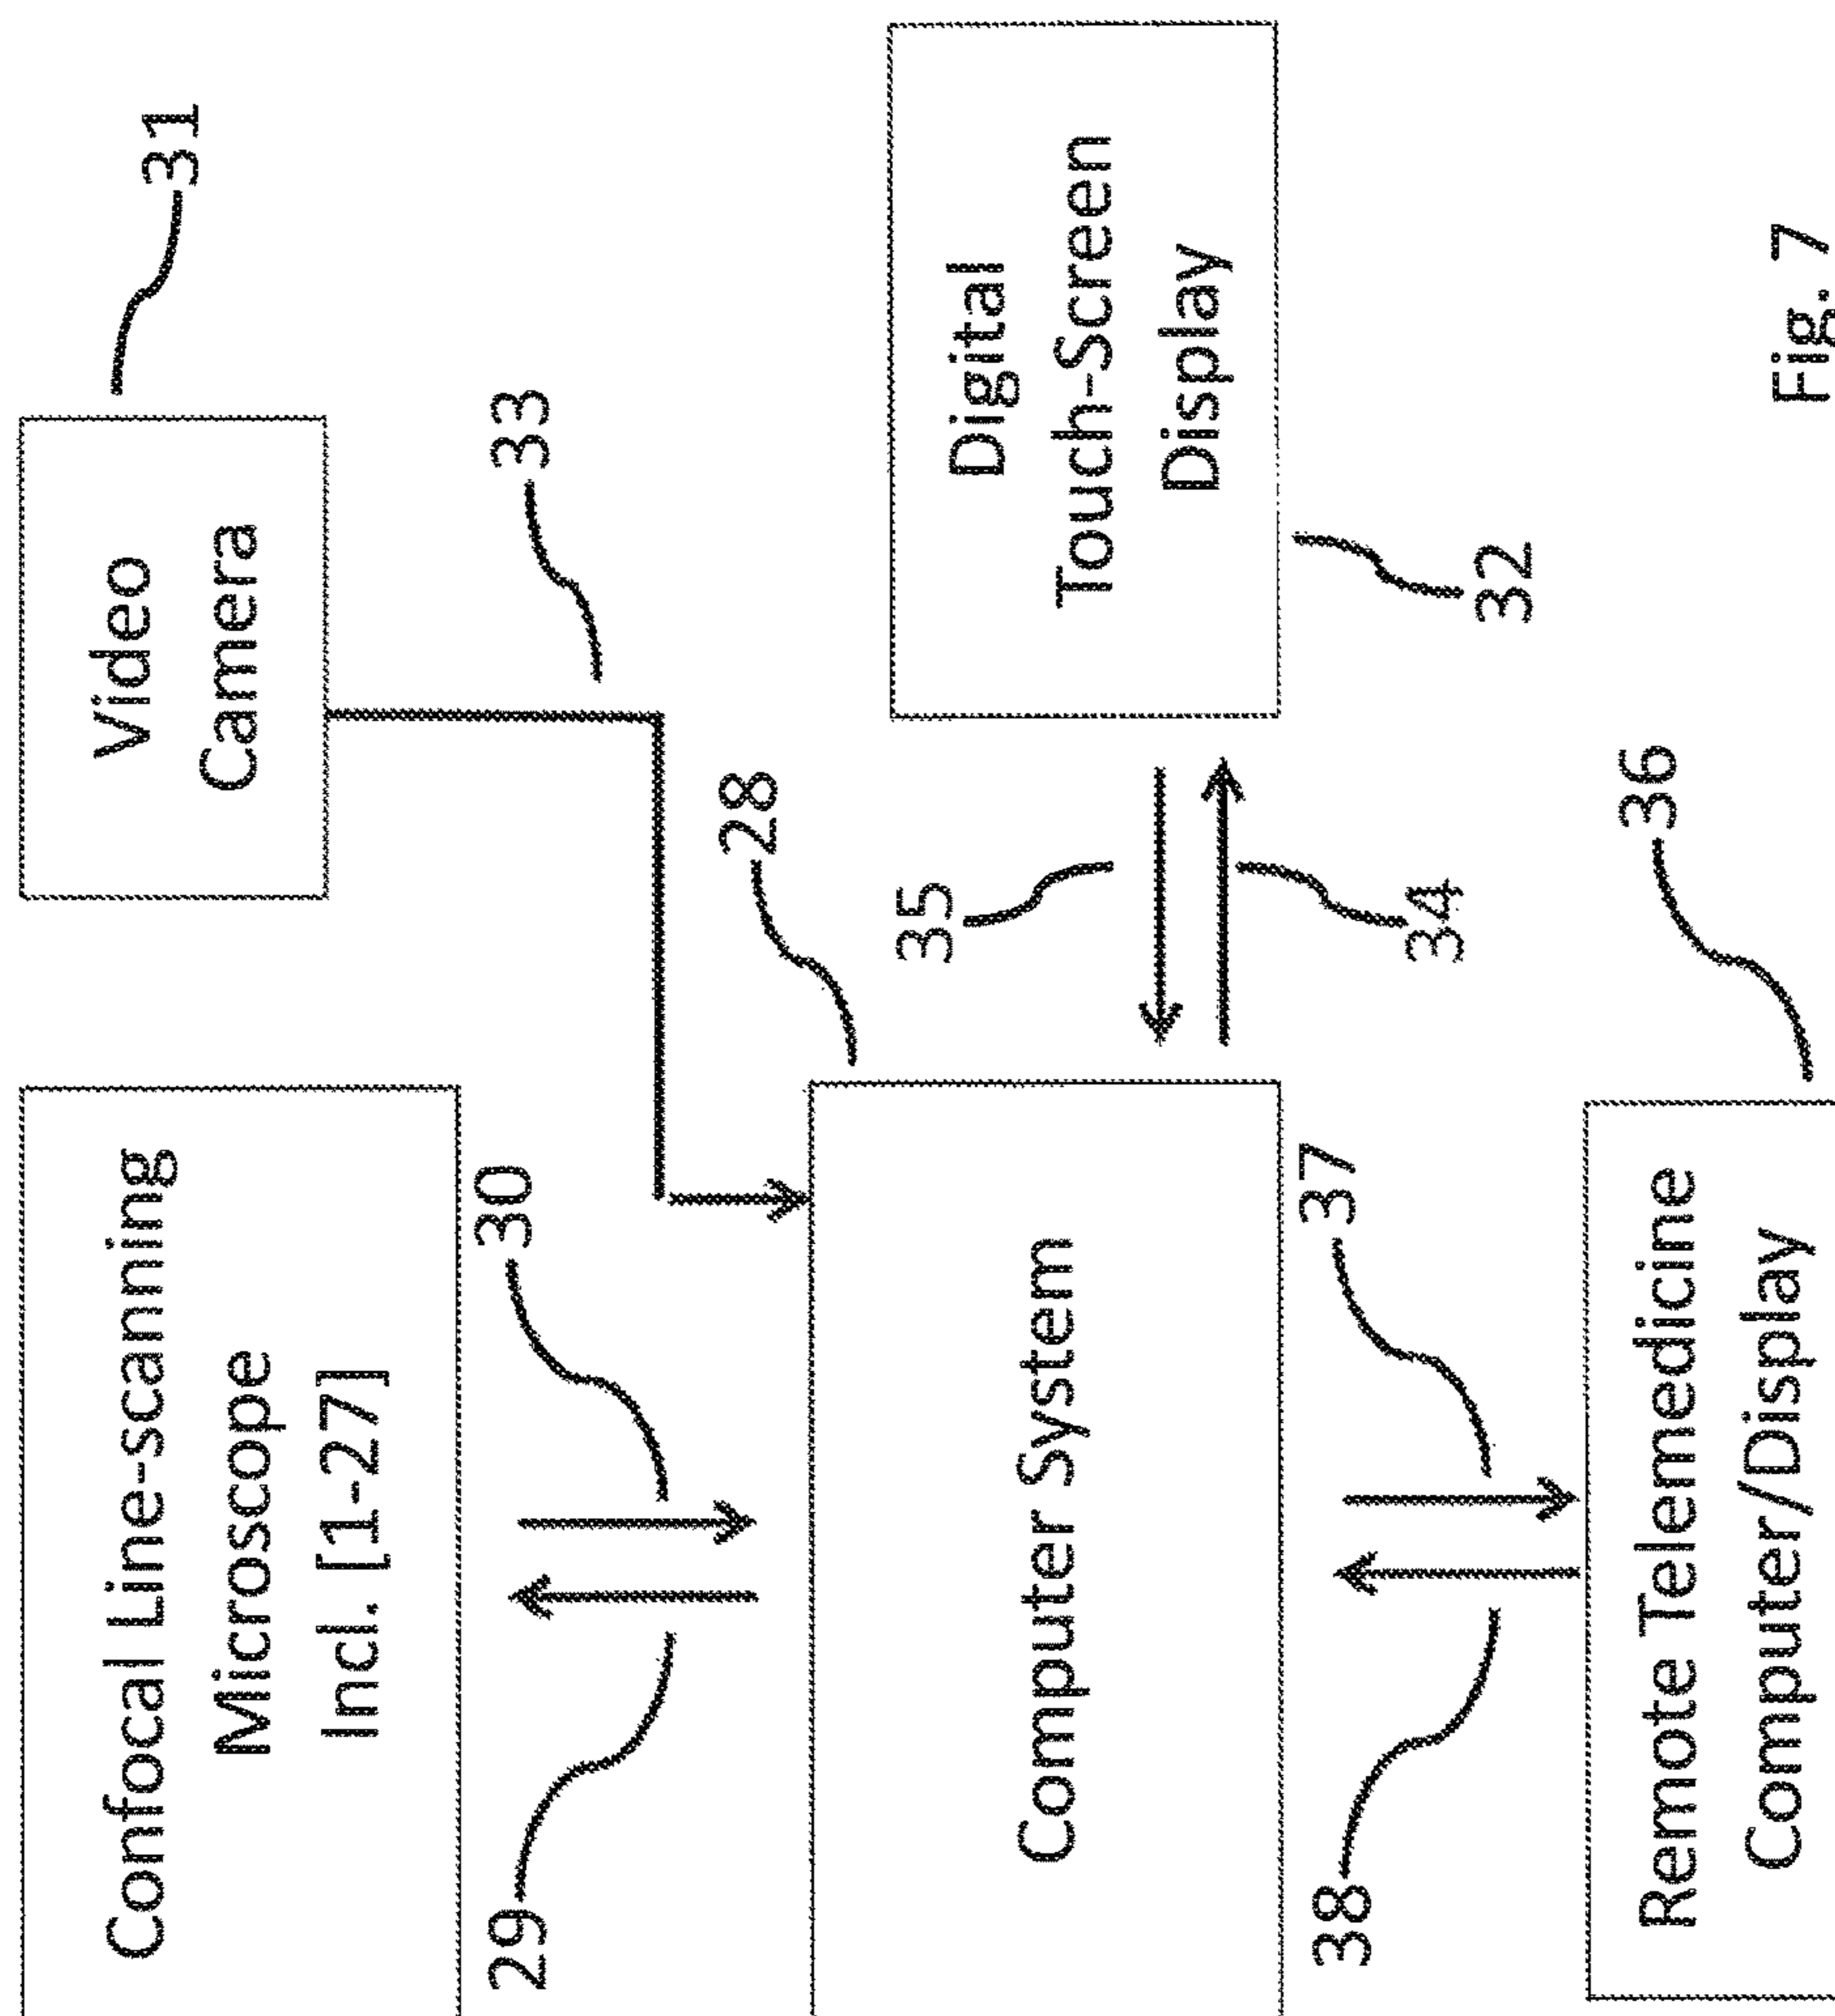 Confocal Line-scanning
Microscope
Incl. [1-27]
29
30
Computer System
28
38
37
Remote Telemedicine
Computer/Display
36
Video
Camera
31
33
35
34
Digital
Touch-Screen
Display
32
Fig. 7